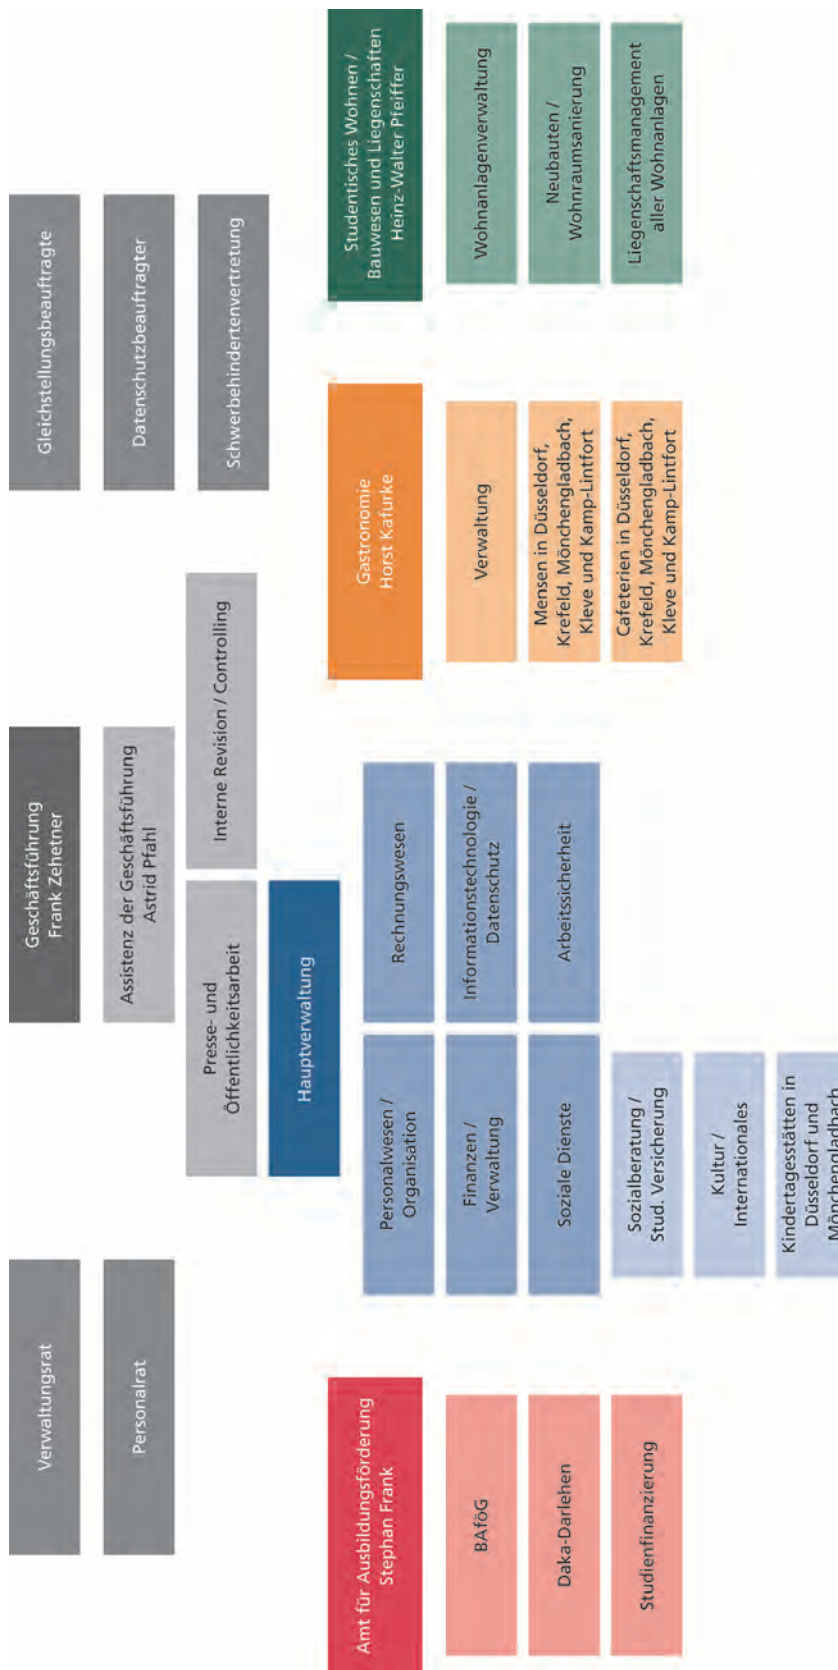 Verwaltungsrat
Personalrat
Geschäftsführung
Frank Zehetner
Assistenz der Geschäftsführung
Astrid Pfahl
Presse- und
Öffentlichkeitsarbeit
Interne Revision / Controlling
Gleichstellungsbeauftragte
Datenschutzbeauftragter
Schwerbehindertenvertretung
Amt für Ausbildungsförderung
Stephan Frank
BAföG
Daka-Darlehen
Studienfinanzierung
Hauptverwaltung
Personalwesen /
Organisation
Rechnungswesen
Finanzen /
Verwaltung
Informationstechnologie /
Datenschutz
Soziale Dienste
Arbeitssicherheit
Sozialberatung /
Stud. Versicherung
Kultur /
Internationales
Kindertagesstätten in
Düsseldorf und
Mönchengladbach
Gastronomie
Horst Kafurke
Verwaltung
Mensen in Düsseldorf,
Krefeld, Mönchengladbach,
Kleve und Kamp-Lintfort
Cafeterien in Düsseldorf,
Krefeld, Mönchengladbach,
Kleve und Kamp-Lintfort
Studentisches Wohnen /
Bauwesen und Liegenschaften
Heinz-Walter Pfeiffer
Wohnanlagenverwaltung
Neubauten /
Wohnraumsanierung
Liegenschaftsmanagement
aller Wohnanlagen